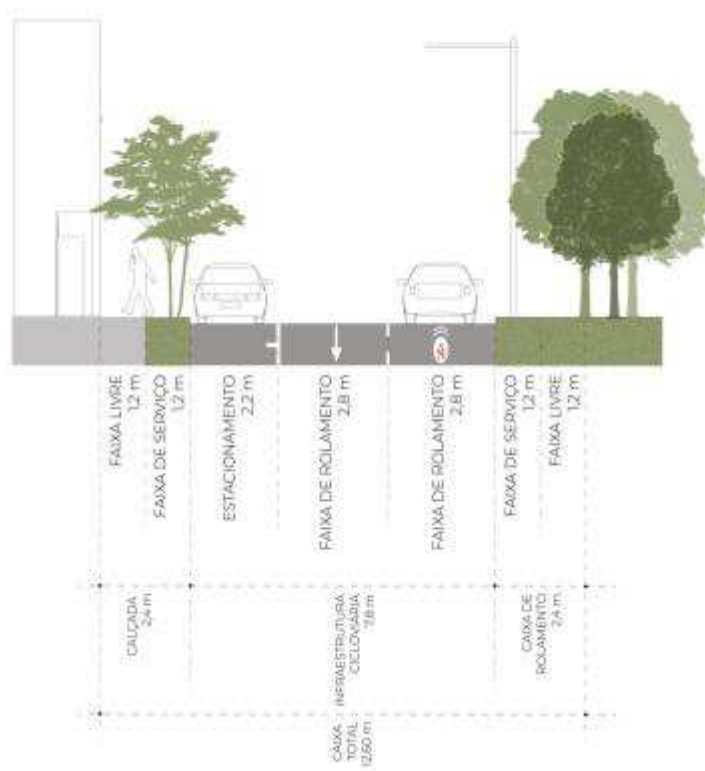 FAIXA LIVRE
1,2 m
FAIXA DE SERVIÇO
1,2 m
ESTACIONAMENTO
2,2 m
FAIXA DE ROLAMENTO
2,8 m
FAIXA DE ROLAMENTO
2,8 m
FAIXA DE SERVIÇO
1,2 m
FAIXA LIVRE
1,2 m
CALÇADA
2,4 m
INFRAESTRUTURA
CICLOVIÁRIA
7,8 m
CAIXA DE
ROLAMENTO
2,4 m
CAIXA
TOTAL
12,60 m